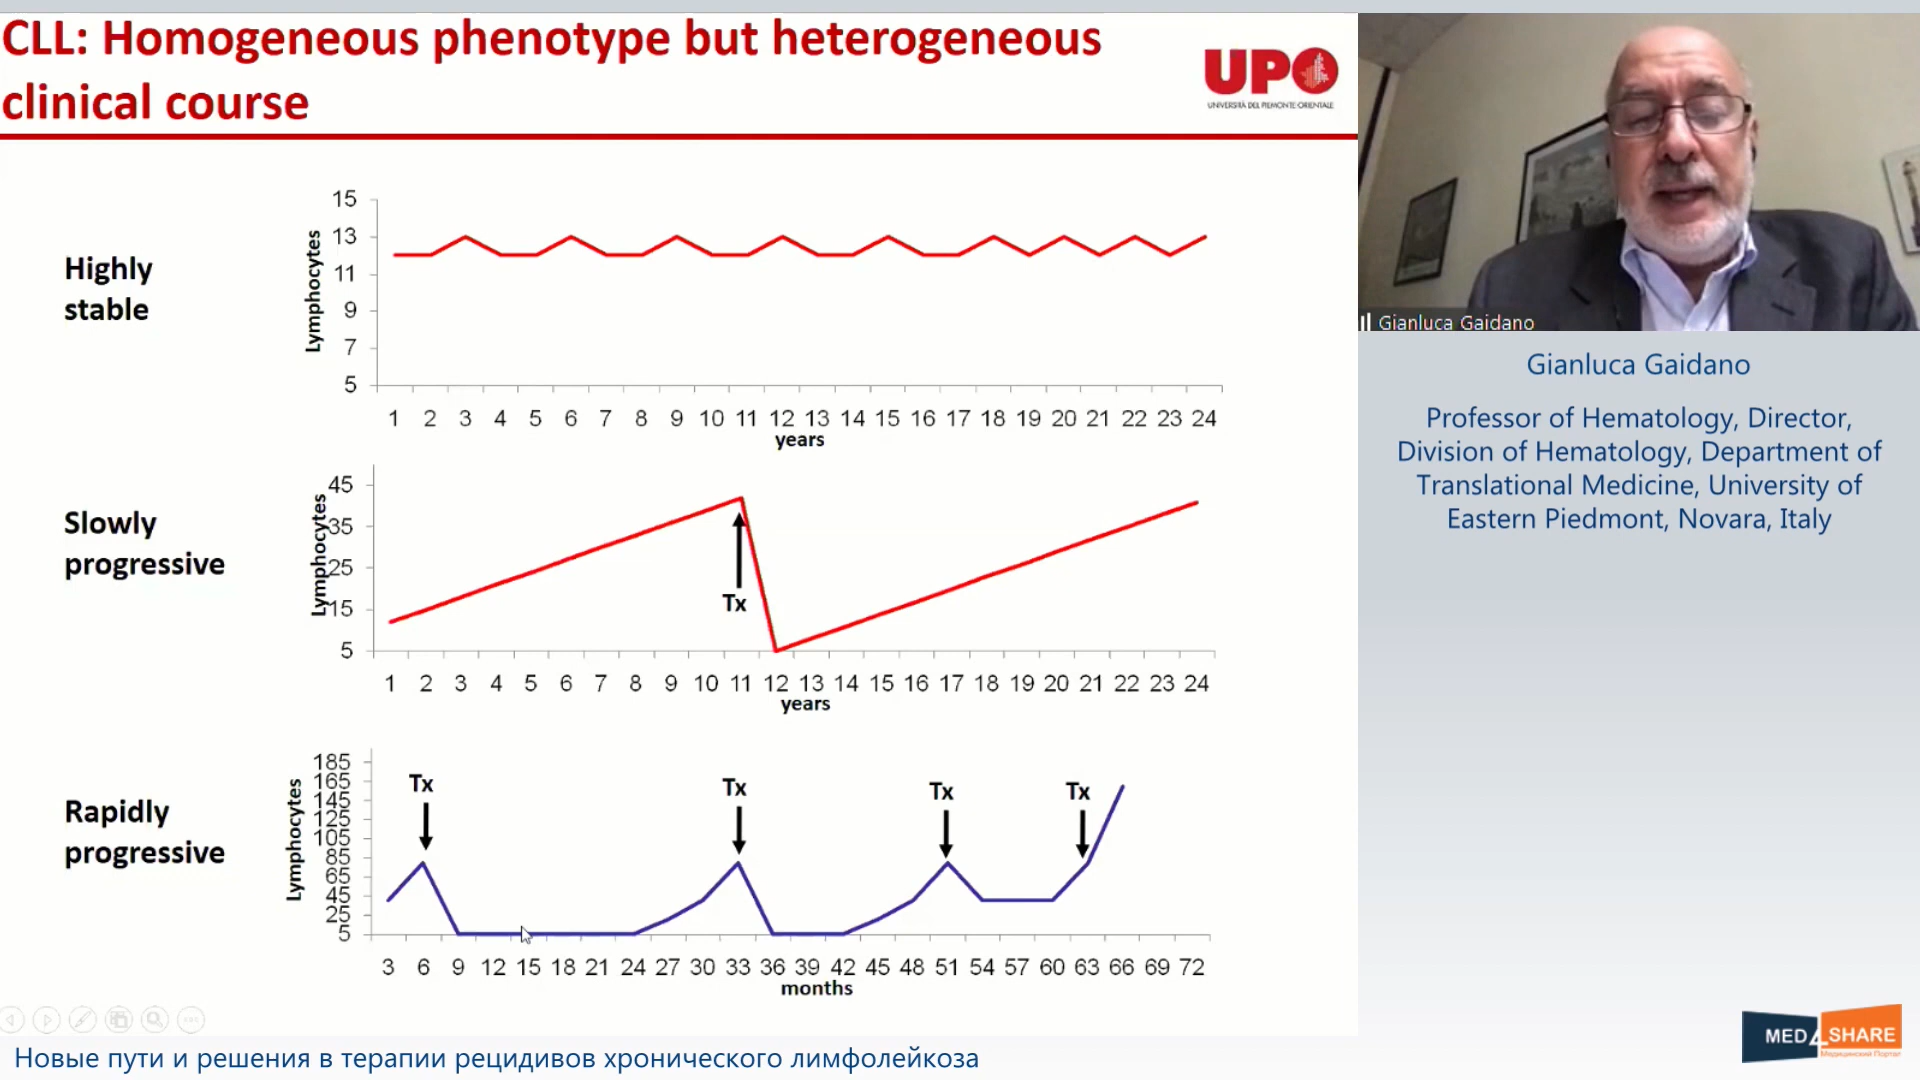 CLL: Homogeneous phenotype but heterogeneous
clinical course
UPO
UNIVERSITÀ DEL PIEMONTE ORIENTALE
Highly
stable
Lymphocytes
15
13
11
9
7
5
1 2 3 4 5 6 7 8 9 10 11 12 13 14 15 16 17 18 19 20 21 22 23 24
years
Slowly
progressive
Lymphocytes
45
35
25
15
5
Tx
1 2 3 4 5 6 7 8 9 10 11 12 13 14 15 16 17 18 19 20 21 22 23 24
years
Rapidly
progressive
Lymphocytes
185
165
145
125
105
85
65
45
25
5
Tx Tx Tx Tx
3 6 9 12 15 18 21 24 27 30 33 36 39 42 45 48 51 54 57 60 63 66 69 72
months
Gianluca Gaidano
Gianluca Gaidano
Professor of Hematology, Director,
Division of Hematology, Department of
Translational Medicine, University of
Eastern Piedmont, Novara, Italy
MED4SHARE
Медицинский Портал
Новые пути и решения в терапии рецидивов хронического лимфолейкоза